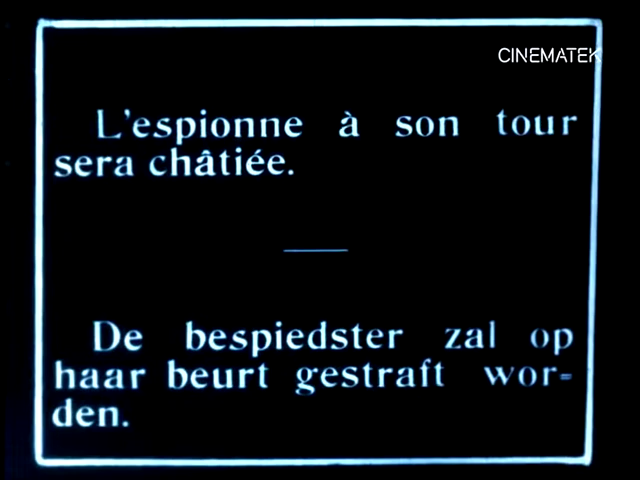 CINEMATEK
L'espionne à son tour
sera châtiée.
De bespiedster zal op
haar beurt gestraft wor=
den.